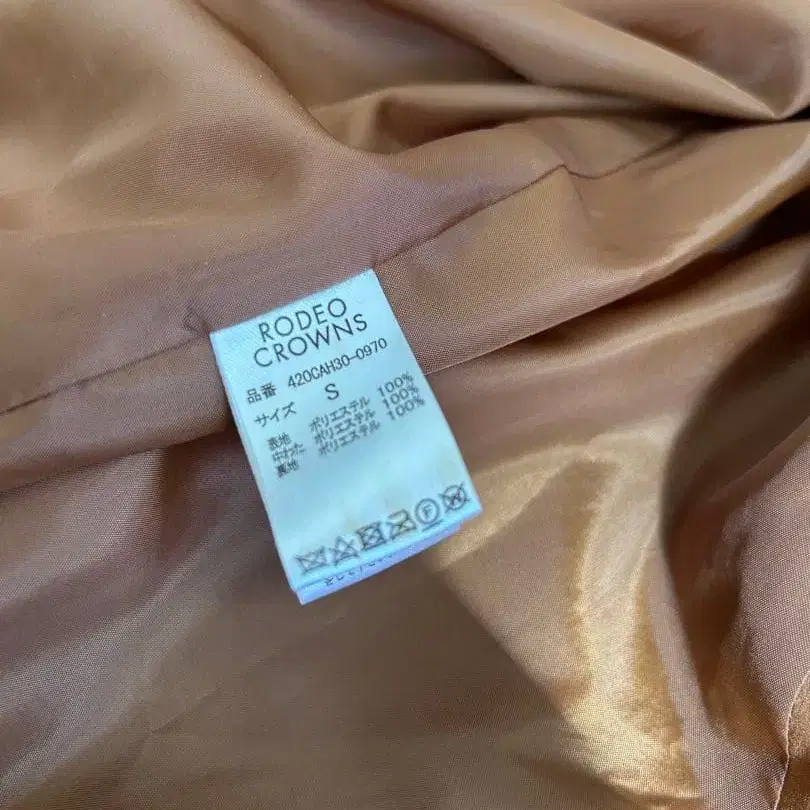 RODEO
CROWNS
品番 420CAH30-0970
サイズ S
表地 ポリエステル 100%
中わた ポリエステル 100%
裏地 ポリエステル 100%
F
W